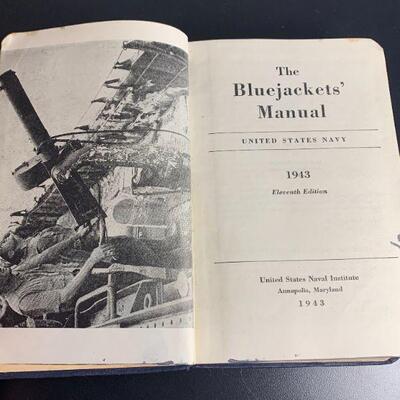 The
Bluejackets'
Manual
UNITED STATES NAVY
1943
Eleventh Edition
United States Naval Institute
Annapolis, Maryland
1943